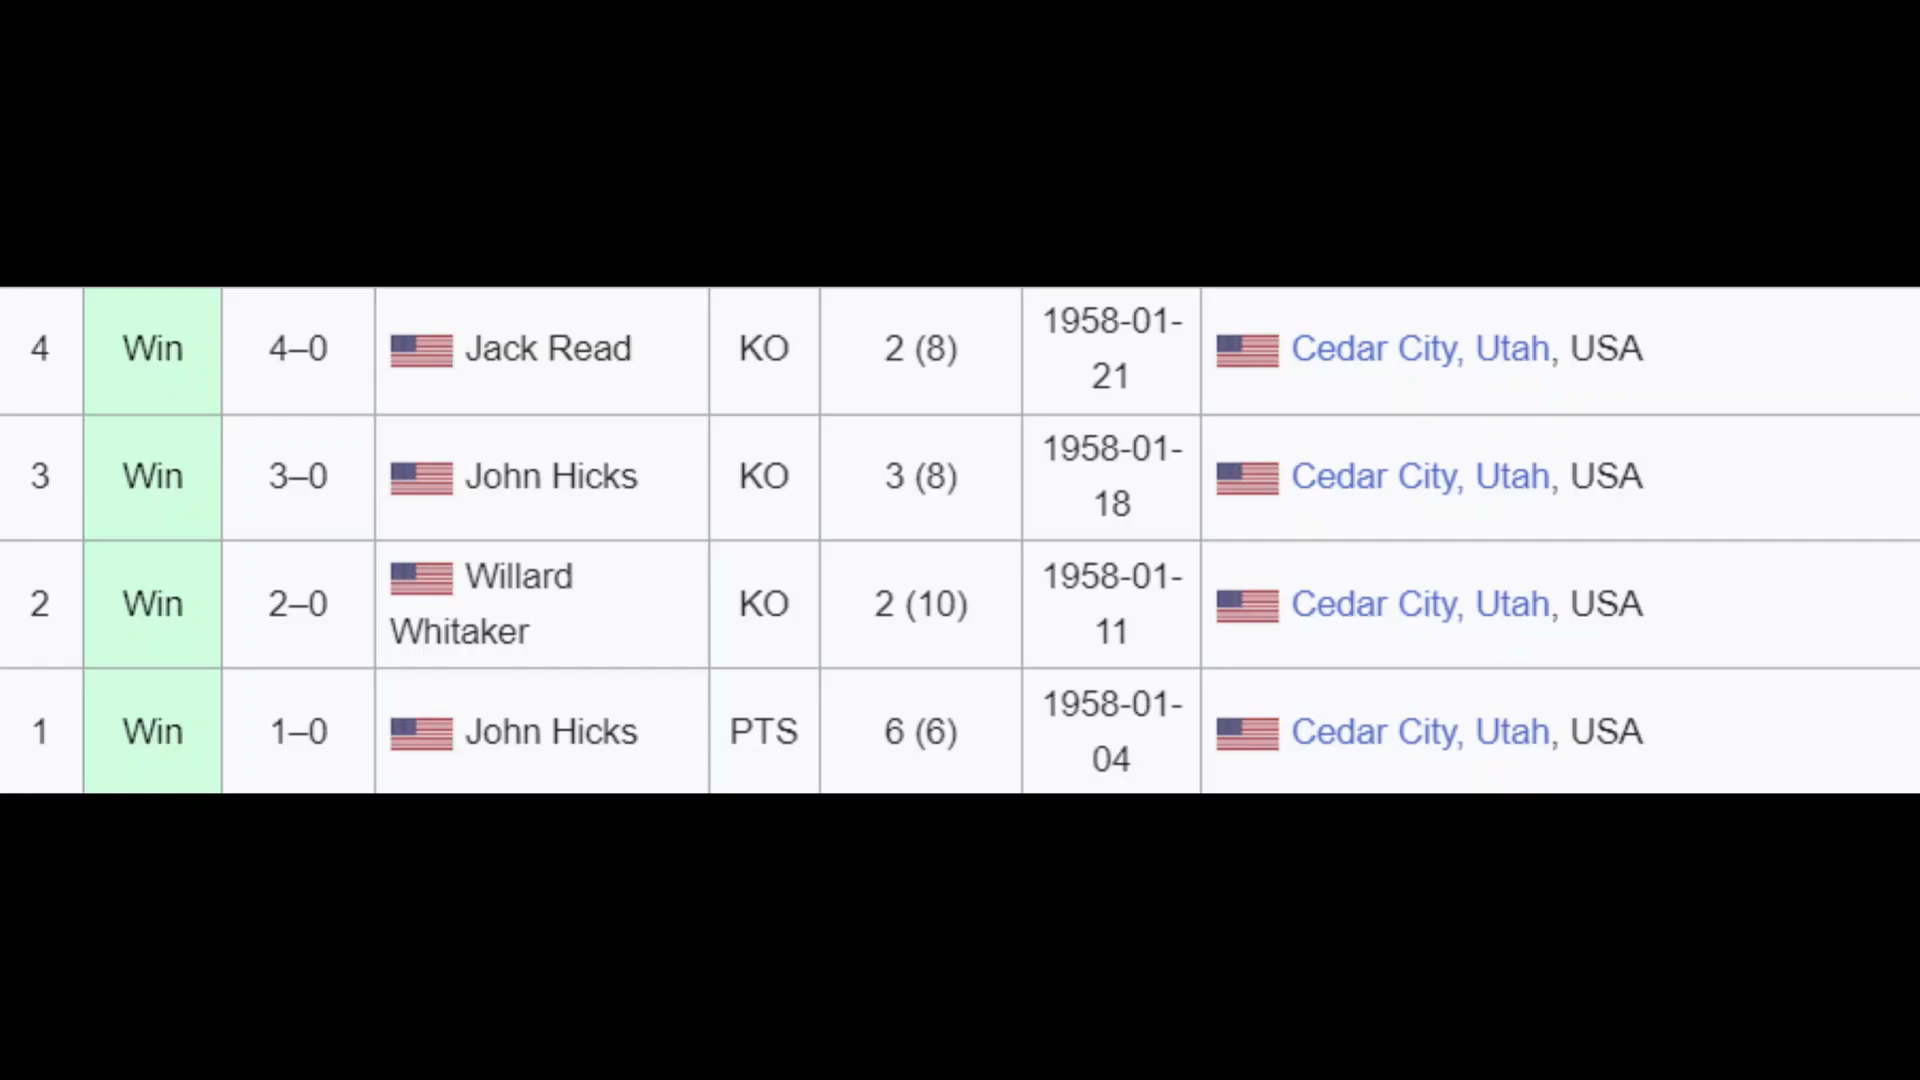 4 Win 4–0 Jack Read KO 2 (8) 1958-01-21 Cedar City, Utah, USA
3 Win 3–0 John Hicks KO 3 (8) 1958-01-18 Cedar City, Utah, USA
2 Win 2–0 Willard Whitaker KO 2 (10) 1958-01-11 Cedar City, Utah, USA
1 Win 1–0 John Hicks PTS 6 (6) 1958-01-04 Cedar City, Utah, USA